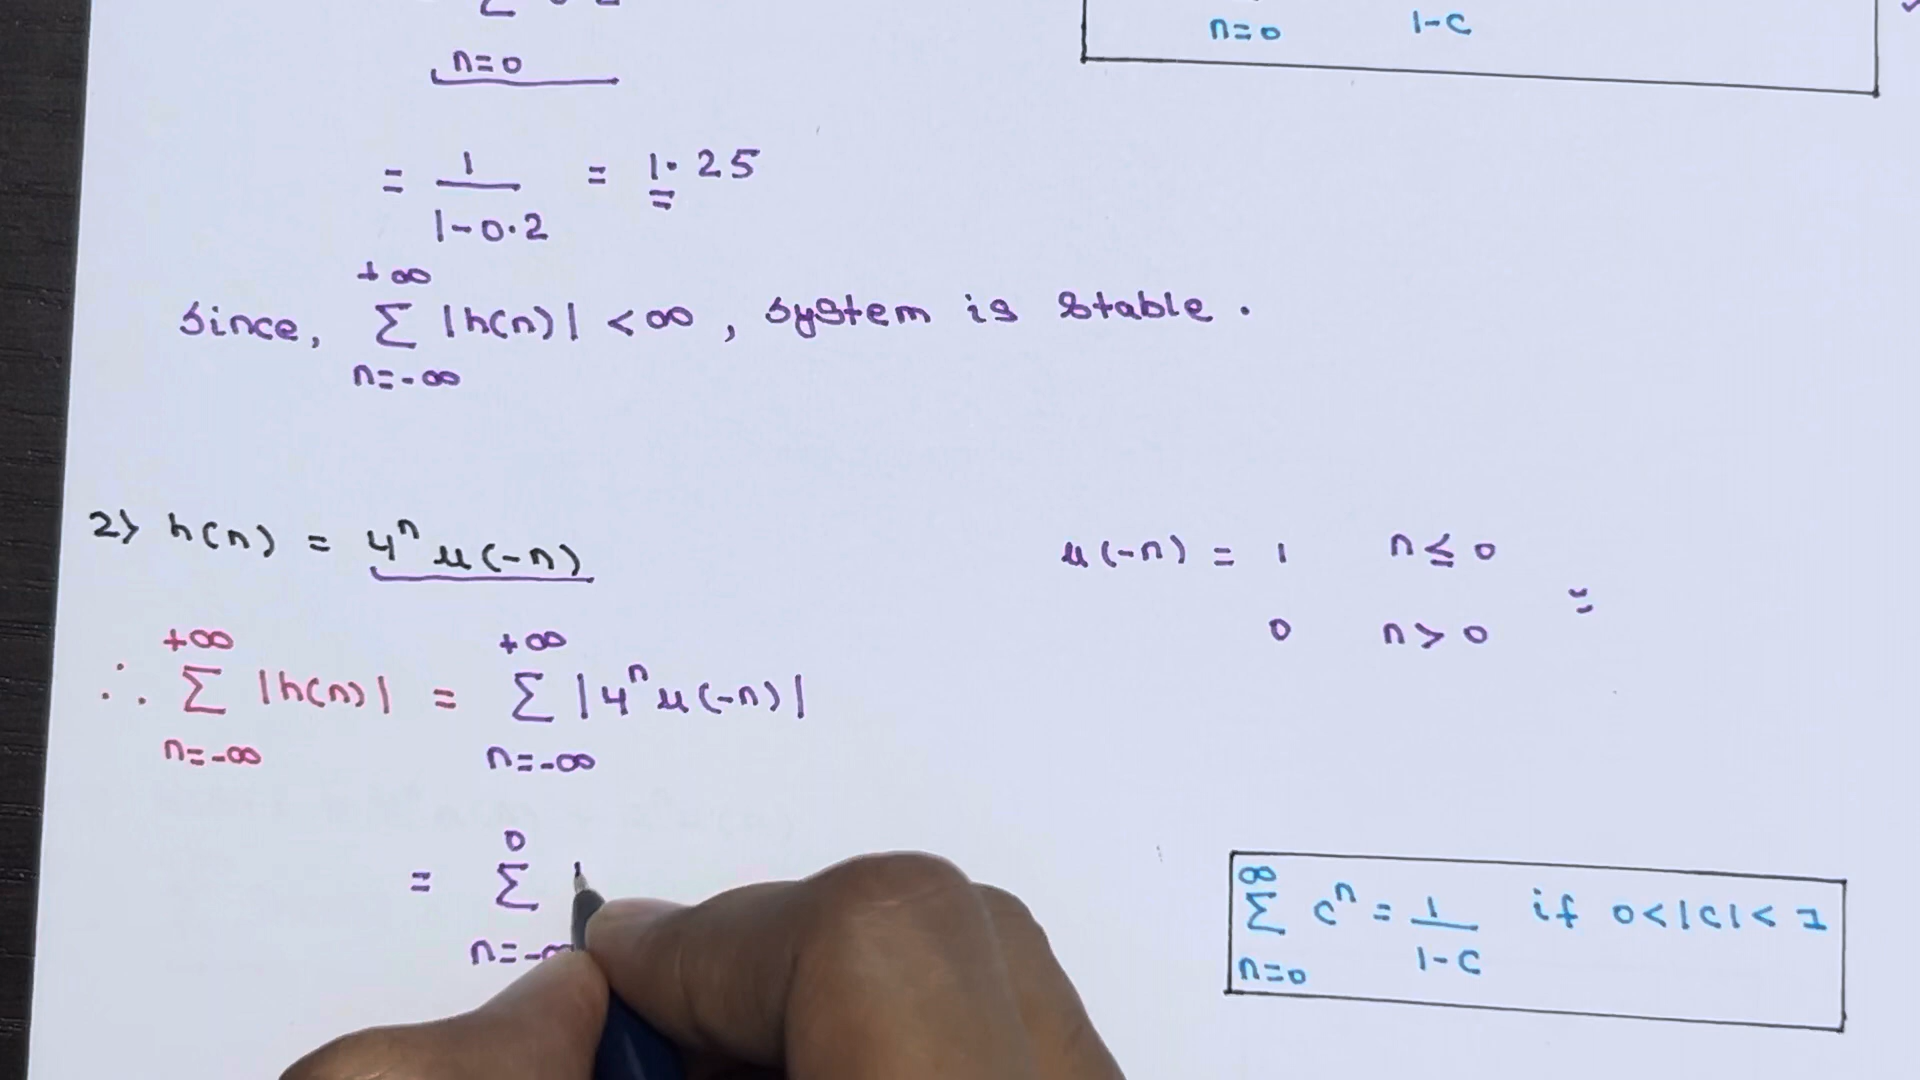 n=0
n=0 1-c
= 1/(1-0.2) = 1.25
since, +∞ Σ n=-∞ |h(n)| < ∞, system is stable.
2) h(n) = 4ⁿ u(-n)
u(-n) = 1 n ≤ 0
0 n > 0
=
∴ +∞ Σ n=-∞ |h(n)| = +∞ Σ n=-∞ |4ⁿ u(-n)|
= 0 Σ n=-∞
∞ Σ n=0 cⁿ = 1/(1-c) if 0<|c|<1